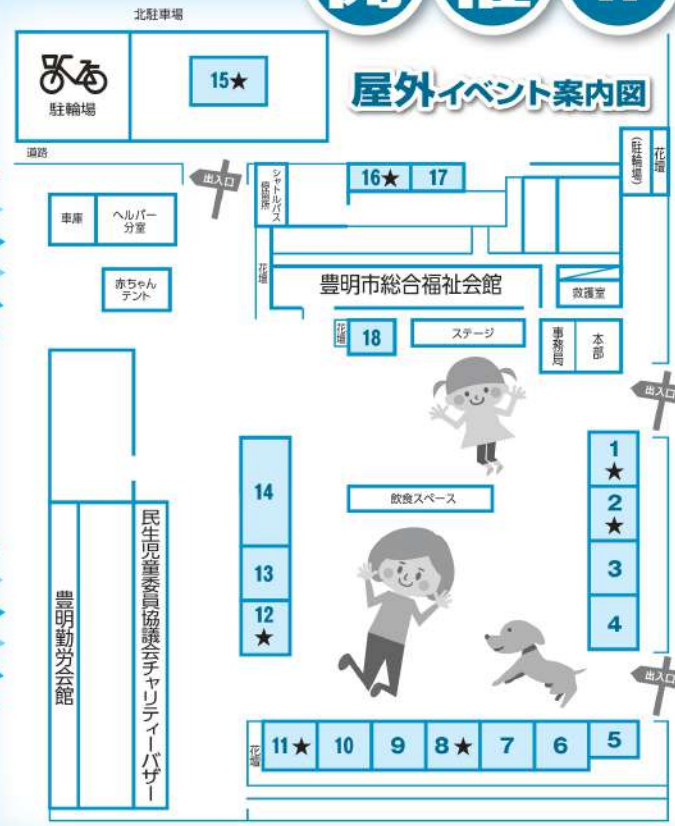 北駐車場
駐輪場
15★
屋外イベント案内図
道路
出入口
シャトルバス
停留所
16★
17
(駐輪場)
花壇
車庫
ヘルパー
分室
赤ちゃん
テント
花壇
豊明市総合福祉会館
救護室
花壇
18
ステージ
事務局
本部
出入口
1
★
2
★
3
4
14
13
12
★
飲食スペース
豊明勤労会館
民生児童委員協議会チャリティーバザー
出入口
花壇
11★
10
9
8★
7
6
5